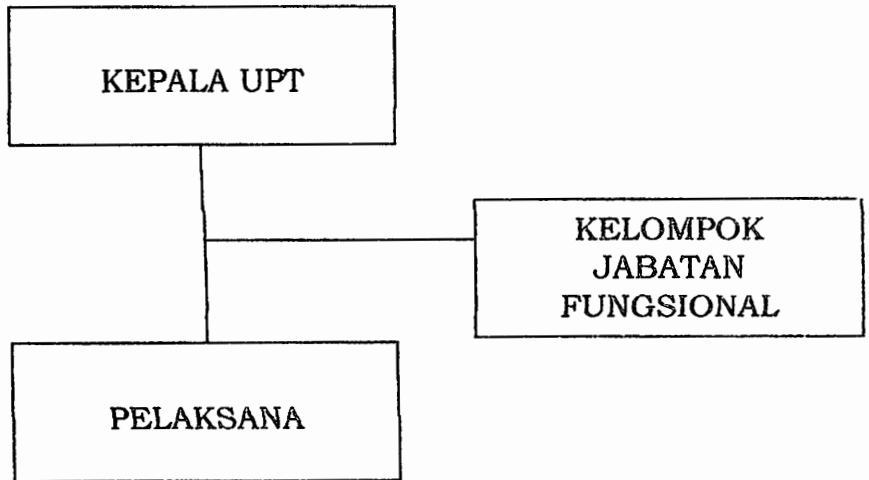 KEPALA UPT
KELOMPOK
JABATAN
FUNGSIONAL
PELAKSANA